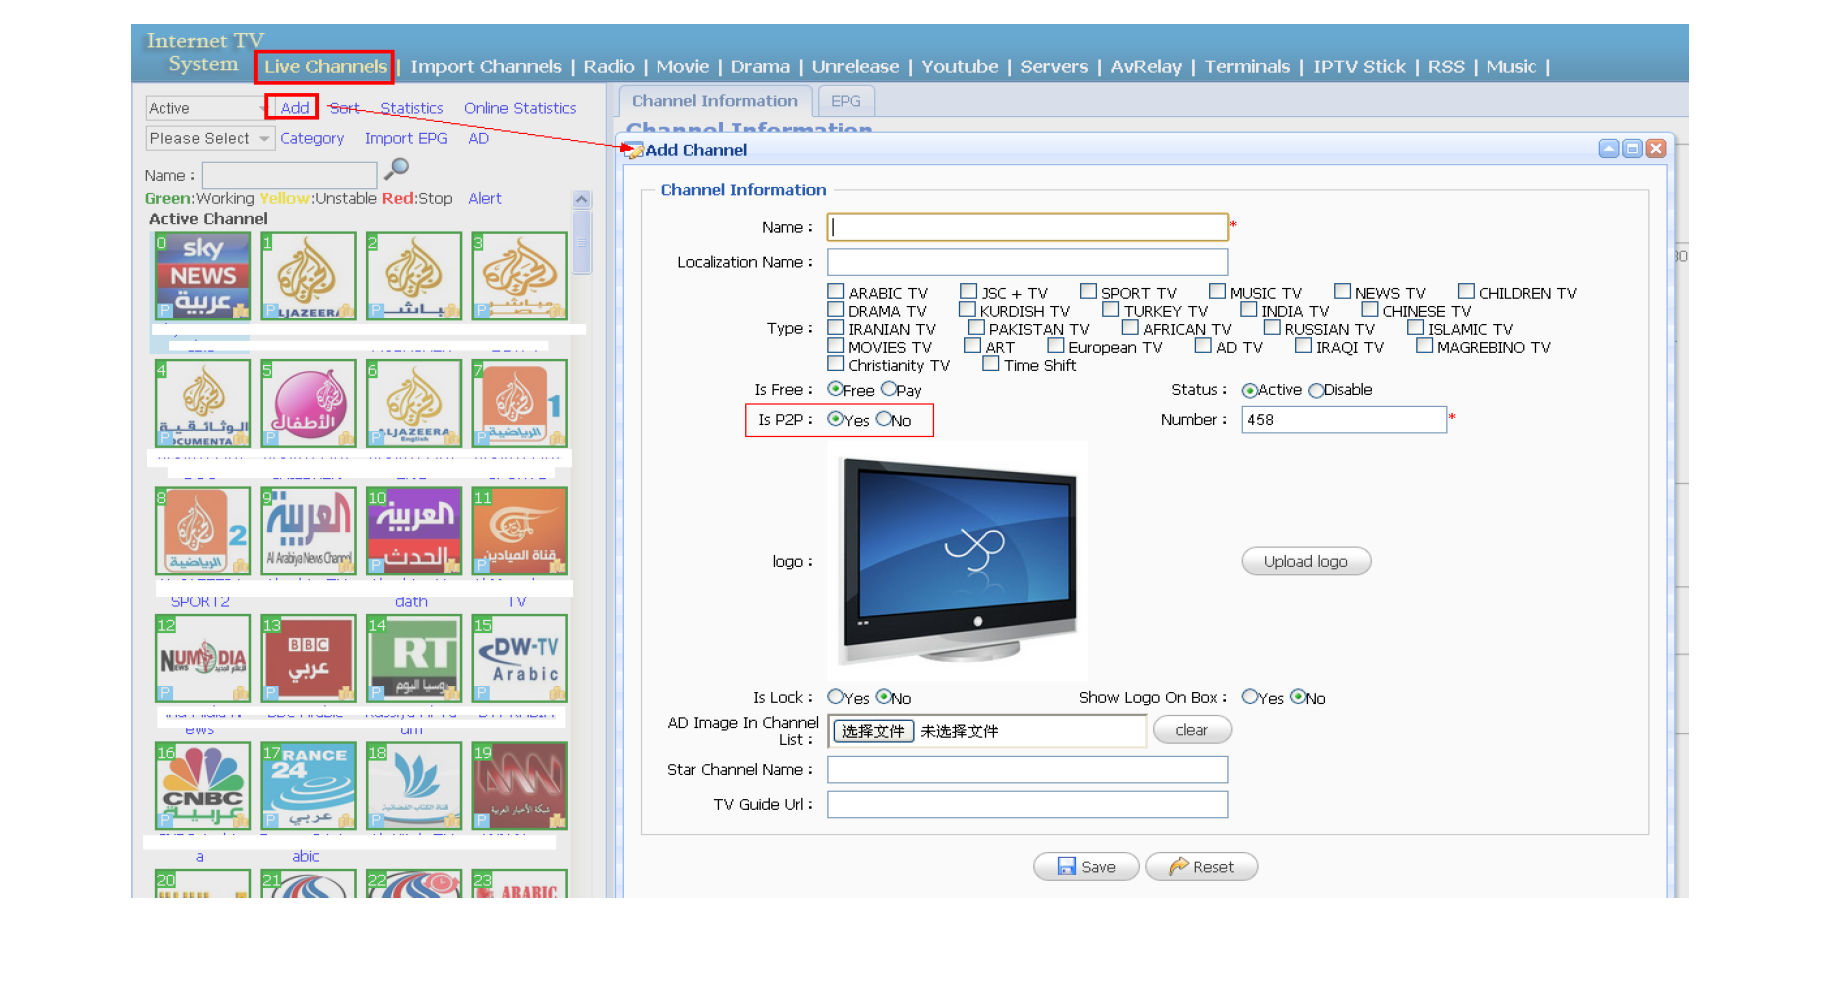 Internet TV
System
Live Channels | Import Channels | Radio | Movie | Drama | Unrelease | Youtube | Servers | AvRelay | Terminals | IPTV Stick | RSS | Music |
Active Add Sort Statistics Online Statistics
Please Select Category Import EPG AD
Name :
Green:Working Yellow:Unstable Red:Stop Alert
Active Channel
0 1 2 3
sky
NEWS
عربية
P P P P
4 5 6 7
الوثائقية
الأطفال
ALJAZEERA
English
1
الرياضية
P P P P
8 9 10 11
2
الرياضية
العربية
Al Arabiya News Channel
العربية
الحدث
قناة الميادين
SPORT2 dath TV
12 13 14 15
NUMIDIA
NEWS
BBC
عربي
RT
روسيا اليوم
DW-TV
Arabic
P P P P
ews um
16 17 18 19
CNBC
عربية
RANCE
24
عربي
قناة الكتاب الفضائية
ANN
شبكة الأخبار العربية
P P P P
a abic
20 21 22 23
ARABIC
Channel Information EPG
Channel Information
Add Channel
Channel Information
Name : *
Localization Name :
Type :
ARABIC TV JSC + TV SPORT TV MUSIC TV NEWS TV CHILDREN TV
DRAMA TV KURDISH TV TURKEY TV INDIA TV CHINESE TV
IRANIAN TV PAKISTAN TV AFRICAN TV RUSSIAN TV ISLAMIC TV
MOVIES TV ART European TV AD TV IRAQI TV MAGREBINO TV
Christianity TV Time Shift
Is Free : Free Pay Status : Active Disable
Is P2P : Yes No Number : 458 *
logo : Upload logo
Is Lock : Yes No Show Logo On Box : Yes No
AD Image In Channel
List : 选择文件 未选择文件 clear
Star Channel Name :
TV Guide Url :
Save Reset